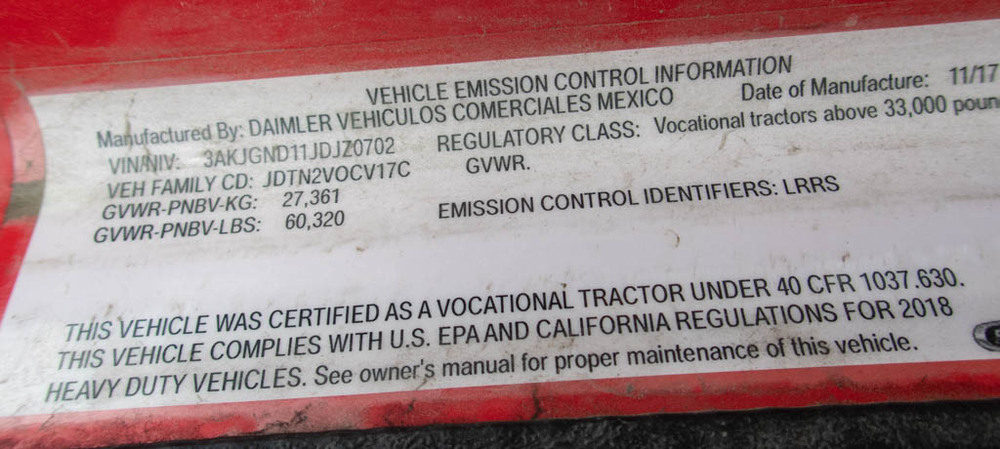 VEHICLE EMISSION CONTROL INFORMATION
Manufactured By: DAIMLER VEHICULOS COMERCIALES MEXICO Date of Manufacture: 11/17
VIN/NIV: 3AKJGND11JDJZ0702 REGULATORY CLASS: Vocational tractors above 33,000 poun
VEH FAMILY CD: JDTN2VOCV17C GVWR.
GVWR-PNBV-KG: 27,361
GVWR-PNBV-LBS: 60,320 EMISSION CONTROL IDENTIFIERS: LRRS
THIS VEHICLE WAS CERTIFIED AS A VOCATIONAL TRACTOR UNDER 40 CFR 1037.630.
THIS VEHICLE COMPLIES WITH U.S. EPA AND CALIFORNIA REGULATIONS FOR 2018
HEAVY DUTY VEHICLES. See owner's manual for proper maintenance of this vehicle.